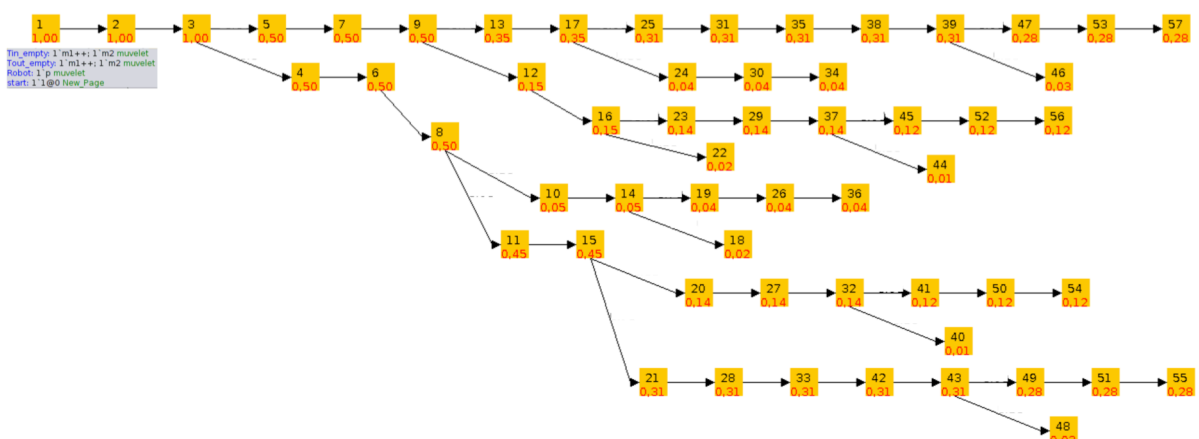 1 2 3 5 7 9 13 17 25 31 35 38 39 47 53 57
1,00 1,00 1,00 0,50 0,50 0,50 0,35 0,35 0,31 0,31 0,31 0,31 0,31 0,28 0,28 0,28
Tin_empty: 1`m1++; 1`m2 muvelet
Tout_empty: 1`m1++; 1`m2 muvelet
Robot: 1`p muvelet
start: 1`1@0 New_Page
4 6 12 24 30 34 46
0,50 0,50 0,15 0,04 0,04 0,04 0,03
16 23 29 37 45 52 56
0,15 0,14 0,14 0,14 0,12 0,12 0,12
8
0,50
22
0,02
44
0,01
10 14 19 26 36
0,05 0,05 0,04 0,04 0,04
11 15 18
0,45 0,45 0,02
20 27 32 41 50 54
0,14 0,14 0,14 0,12 0,12 0,12
40
0,01
21 28 33 42 43 49 51 55
0,31 0,31 0,31 0,31 0,31 0,28 0,28 0,28
48